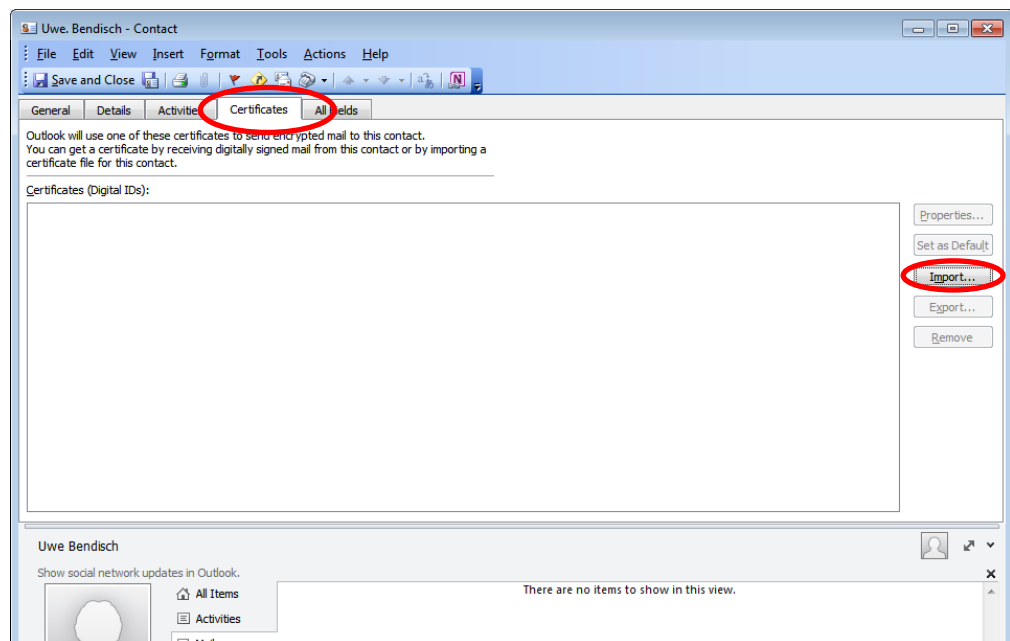 Uwe. Bendisch - Contact
File Edit View Insert Format Tools Actions Help
Save and Close
General Details Activities Certificates All Fields
Outlook will use one of these certificates to send encrypted mail to this contact.
You can get a certificate by receiving digitally signed mail from this contact or by importing a
certificate file for this contact.
Certificates (Digital IDs):
Properties...
Set as Default
Import...
Export...
Remove
Uwe Bendisch
Show social network updates in Outlook.
There are no items to show in this view.
All Items
Activities